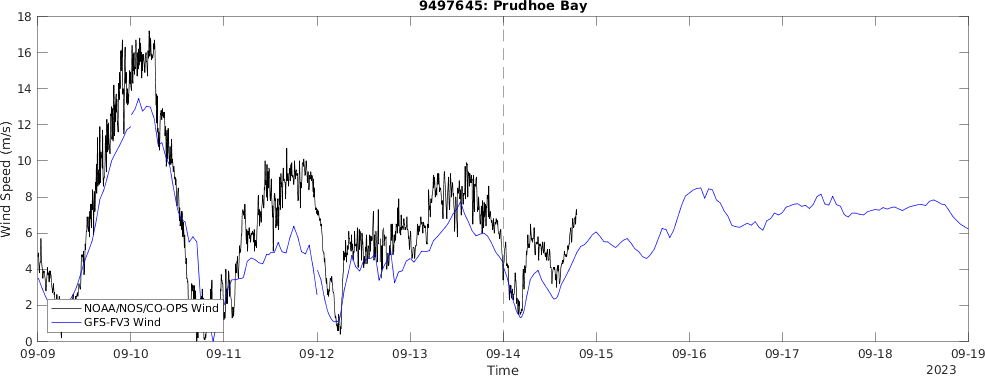 9497645: Prudhoe Bay
Wind Speed (m/s)
18
16
14
12
10
8
6
4
2
0
NOAA/NOS/CO-OPS Wind
GFS-FV3 Wind
09-09 09-10 09-11 09-12 09-13 09-14 09-15 09-16 09-17 09-18 09-19
Time
2023